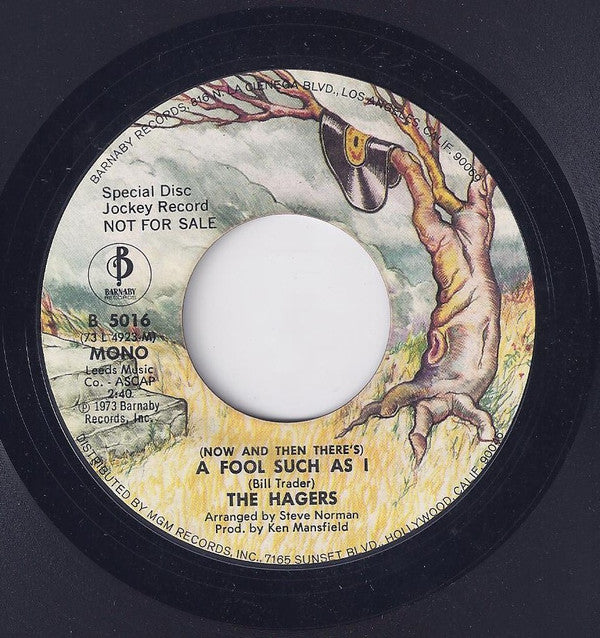 BARNABY RECORDS, 816 N. LA CIENEGA BLVD., LOS ANGELES, CALIF. 90069
Special Disc
Jockey Record
NOT FOR SALE
B
BARNABY
RECORDS
B 5016
(73 L 4923-M)
MONO
Leeds Music
Co. - ASCAP
2:40
℗ 1973 Barnaby
Records, Inc.
(NOW AND THEN THERE'S)
A FOOL SUCH AS I
(Bill Trader)
THE HAGERS
Arranged by Steve Norman
Prod. by Ken Mansfield
DISTRIBUTED BY MGM RECORDS, INC., 7165 SUNSET BLVD., HOLLYWOOD, CALIF. 90046